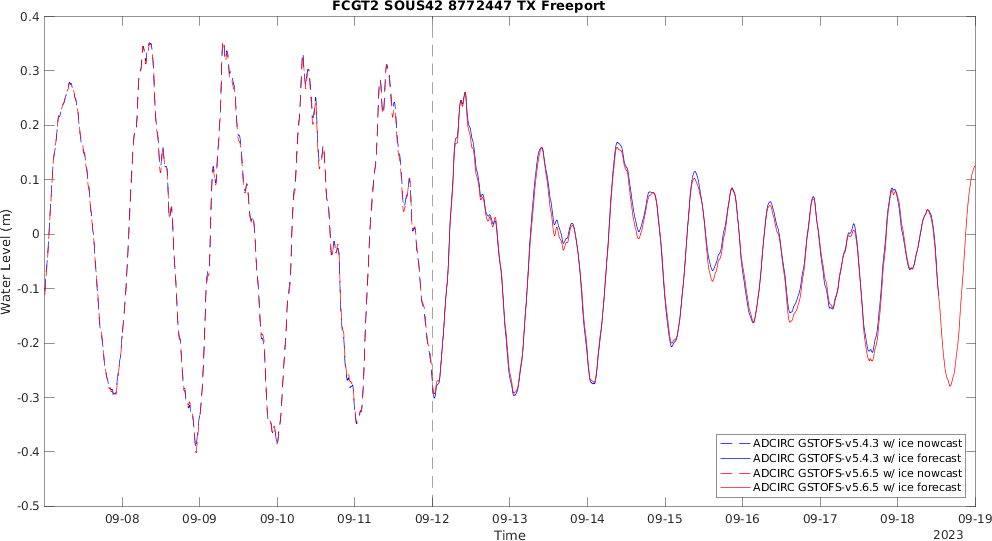 FCGT2 SOUS42 8772447 TX Freeport
0.4
0.3
0.2
0.1
0
-0.1
-0.2
-0.3
-0.4
-0.5
Water Level (m)
ADCIRC GSTOFS-v5.4.3 w/ ice nowcast
ADCIRC GSTOFS-v5.4.3 w/ ice forecast
ADCIRC GSTOFS-v5.6.5 w/ ice nowcast
ADCIRC GSTOFS-v5.6.5 w/ ice forecast
09-08 09-09 09-10 09-11 09-12 09-13 09-14 09-15 09-16 09-17 09-18 09-19
Time
2023